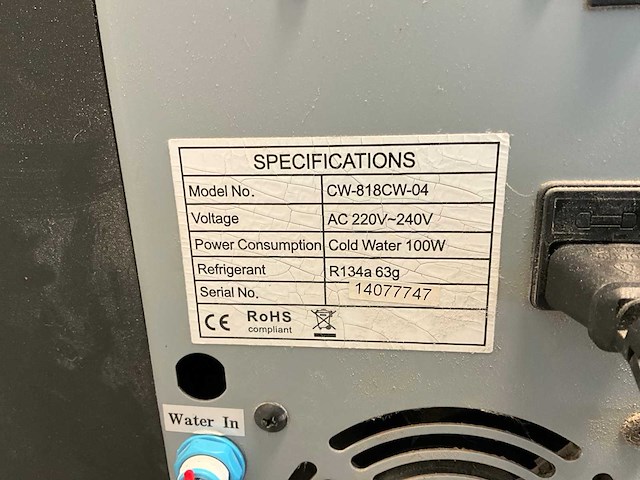 SPECIFICATIONS
Model No. CW-818CW-04
Voltage AC 220V~240V
Power Consumption Cold Water 100W
Refrigerant R134a 63g
Serial No. 14077747
CE RoHS
compliant
Water In